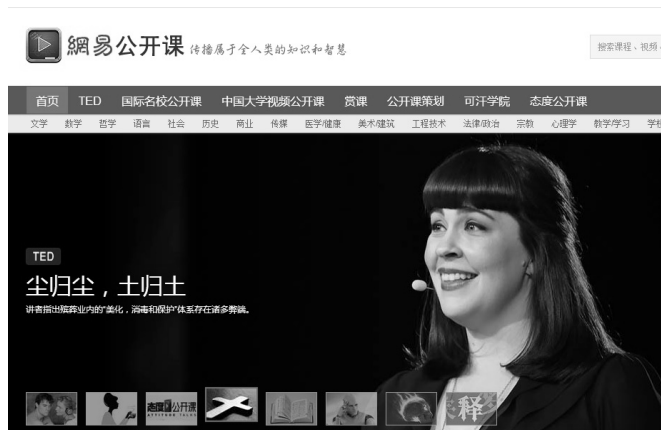 網易公开课 传播属于全人类的知识和智慧
搜索课程、视频
首页 TED 国际名校公开课 中国大学视频公开课 赏课 公开课策划 可汗学院 态度公开课
文学 数学 哲学 语言 社会 历史 商业 传媒 医学/健康 美术/建筑 工程技术 法律/政治 宗教 心理学 教学/学习 学校
TED
尘归尘，土归土
讲者指出殡葬业内的“美化，消毒和保护”体系存在诸多弊端。
态度公开课
ATTITUDE TALKS
释